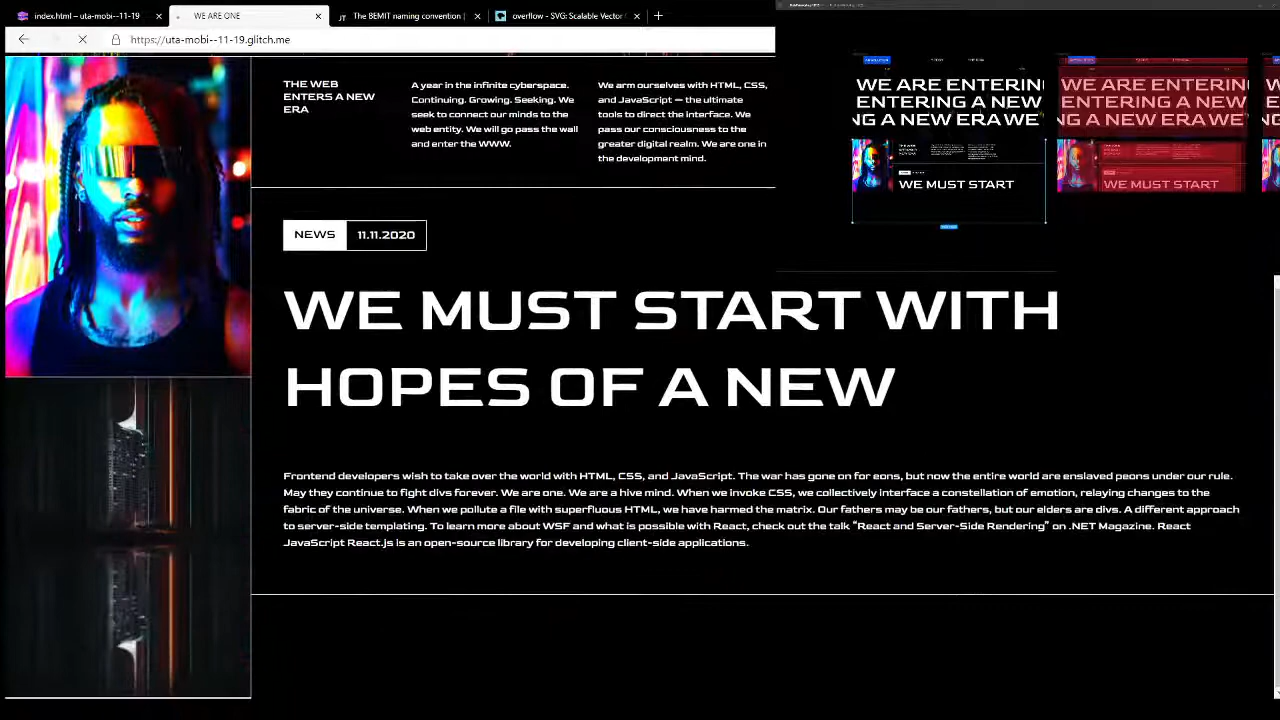 index.html – uta-mobi--11-19
WE ARE ONE
The BEMIT naming convention |
overflow - SVG: Scalable Vector
https://uta-mobi--11-19.glitch.me
THE WEB
ENTERS A NEW
ERA
A year in the infinite cyberspace.
Continuing. Growing. Seeking. We
seek to connect our minds to the
web entity. We will go pass the wall
and enter the WWW.
We arm ourselves with HTML, CSS,
and JavaScript — the ultimate
tools to direct the interface. We
pass our consciousness to the
greater digital realm. We are one in
the development mind.
NEWS 11.11.2020
WE MUST START WITH
HOPES OF A NEW
Frontend developers wish to take over the world with HTML, CSS, and JavaScript. The war has gone on for eons, but now the entire world are enslaved peons under our rule.
May they continue to fight divs forever. We are one. We are a hive mind. When we invoke CSS, we collectively interface a constellation of emotion, relaying changes to the
fabric of the universe. When we pollute a file with superfluous HTML, we have harmed the matrix. Our fathers may be our fathers, but our elders are divs. A different approach
to server-side templating. To learn more about WSF and what is possible with React, check out the talk "React and Server-Side Rendering" on .NET Magazine. React
JavaScript React.js is an open-source library for developing client-side applications.
WE ARE ENTERING
ENTERING A NEW
NG A NEW ERA WE
WE MUST START
WE ARE ENTERING
ENTERING A NEW
NG A NEW ERA WE
WE MUST START